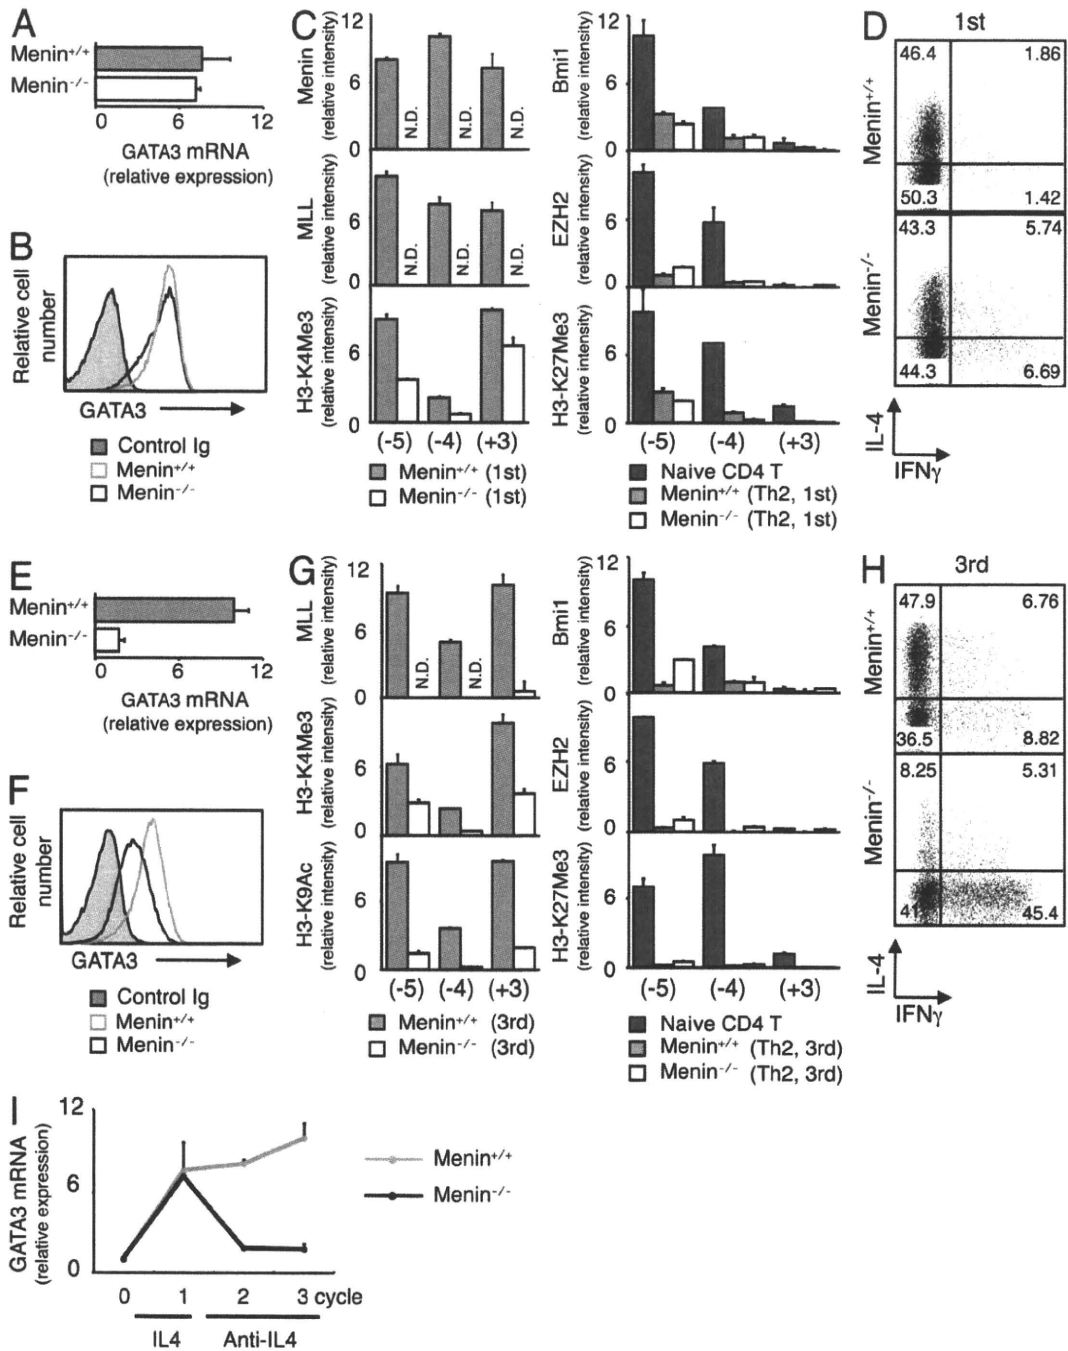 A
Menin+/+
Menin-/-
0 6 12
GATA3 mRNA
(relative expression)
B
Relative cell
number
GATA3
Control Ig
Menin+/+
Menin-/-
C
Menin
(relative intensity)
12
6
0
N.D. N.D. N.D.
MLL
(relative intensity)
6
0
N.D. N.D. N.D.
H3-K4Me3
(relative intensity)
6
0
(-5) (-4) (+3)
Menin+/+ (1st)
Menin-/- (1st)
Bmi1
(relative intensity)
12
6
0
EZH2
(relative intensity)
6
0
H3-K27Me3
(relative intensity)
6
0
(-5) (-4) (+3)
Naive CD4 T
Menin+/+ (Th2, 1st)
Menin-/- (Th2, 1st)
D
1st
Menin+/+
46.4 1.86
50.3 1.42
Menin-/-
43.3 5.74
44.3 6.69
IL-4
IFNγ
E
Menin+/+
Menin-/-
0 6 12
GATA3 mRNA
(relative expression)
F
Relative cell
number
GATA3
Control Ig
Menin+/+
Menin-/-
G
MLL
(relative intensity)
12
6
0
N.D. N.D.
H3-K4Me3
(relative intensity)
6
0
H3-K9Ac
(relative intensity)
6
0
(-5) (-4) (+3)
Menin+/+ (3rd)
Menin-/- (3rd)
Bmi1
(relative intensity)
12
6
0
EZH2
(relative intensity)
6
0
H3-K27Me3
(relative intensity)
6
0
(-5) (-4) (+3)
Naive CD4 T
Menin+/+ (Th2, 3rd)
Menin-/- (Th2, 3rd)
H
3rd
Menin+/+
47.9 6.76
36.5 8.82
Menin-/-
8.25 5.31
45.4
IL-4
IFNγ
I
GATA3 mRNA
(relative expression)
12
6
0
0 1 2 3 cycle
IL4 Anti-IL4
Menin+/+
Menin-/-